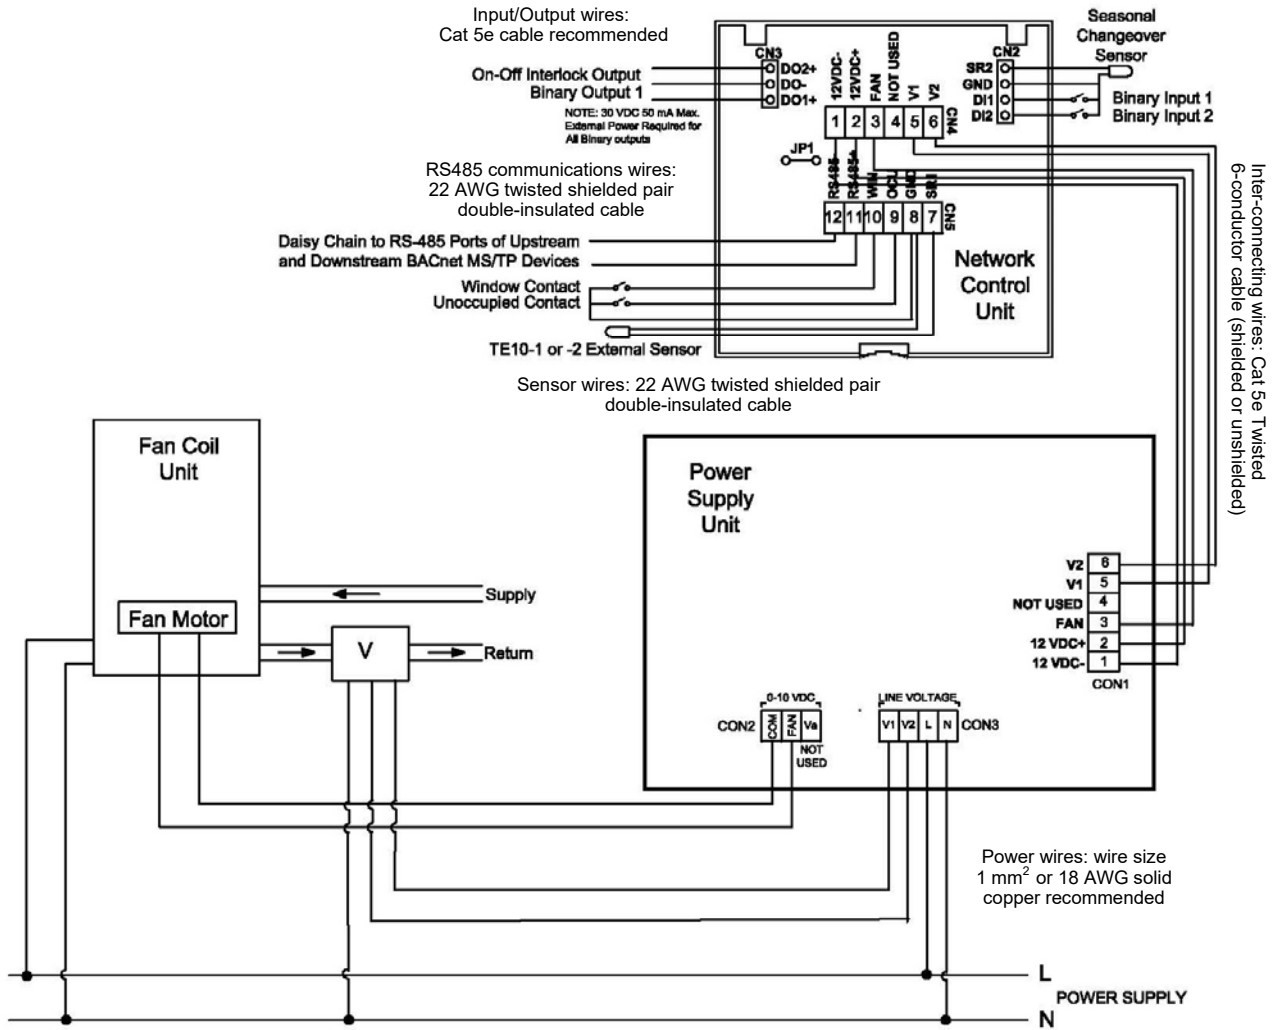 Input/Output wires:
Cat 5e cable recommended
On-Off Interlock Output
Binary Output 1
NOTE: 30 VDC 50 mA Max.
External Power Required for
All Binary outputs
CN3
DO2+
DO-
DO1+
12VDC-
12VDC+
FAN
NOT USED
V1
V2
1 2 3 4 5 6
CN4
Seasonal
Changeover
Sensor
CN2
SR2
GND
DI1
DI2
Binary Input 1
Binary Input 2
JP1
RS485-
RS485+
WIN
OCU
GND
SR1
12 11 10 9 8 7
CN5
RS485 communications wires:
22 AWG twisted shielded pair
double-insulated cable
Daisy Chain to RS-485 Ports of Upstream
and Downstream BACnet MS/TP Devices
Window Contact
Unoccupied Contact
TE10-1 or -2 External Sensor
Network
Control
Unit
Sensor wires: 22 AWG twisted shielded pair
double-insulated cable
Inter-connecting wires: Cat 5e Twisted
6-conductor cable (shielded or unshielded)
Fan Coil
Unit
Fan Motor
Supply
V
Return
Power
Supply
Unit
V2 6
V1 5
NOT USED 4
FAN 3
12 VDC+ 2
12 VDC- 1
CON1
0-10 VDC
CON2
COM
FAN
Va
NOT
USED
LINE VOLTAGE
V1 V2 L N
CON3
Power wires: wire size
1 mm² or 18 AWG solid
copper recommended
L
POWER SUPPLY
N